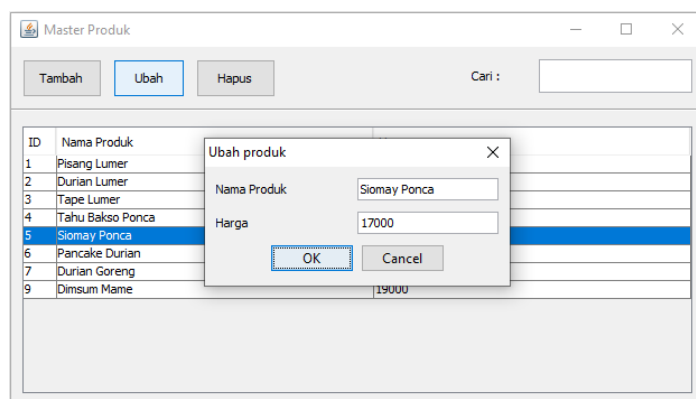 Master Produk
Tambah Ubah Hapus Cari :
ID Nama Produk
1 Pisang Lumer
2 Durian Lumer
3 Tape Lumer
4 Tahu Bakso Ponca
5 Siomay Ponca
6 Pancake Durian
7 Durian Goreng
9 Dimsum Mame 19000
Ubah produk
Nama Produk Siomay Ponca
Harga 17000
OK Cancel